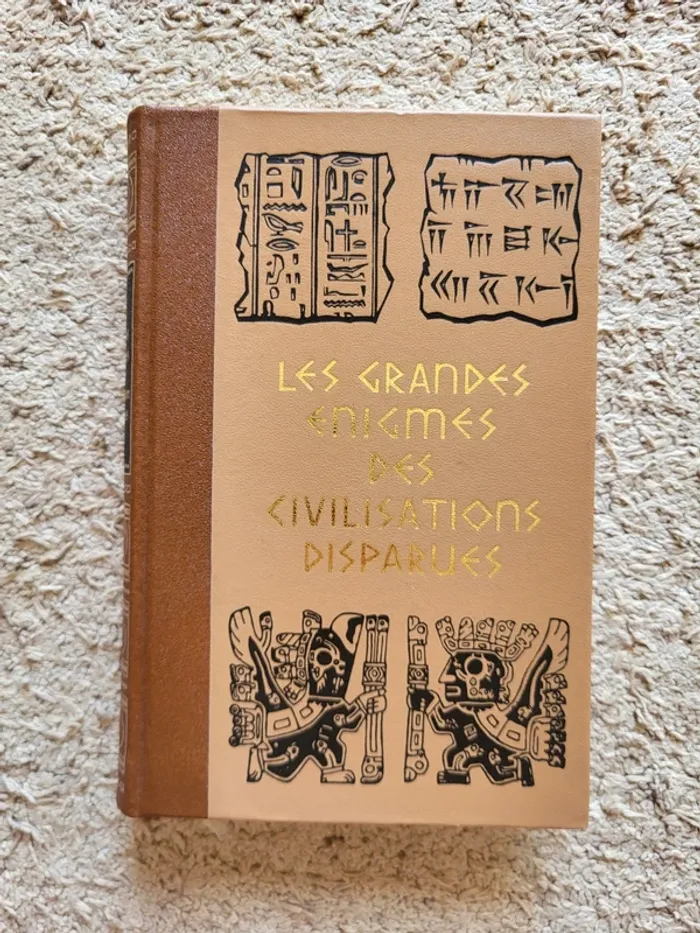 LES GRANDES
ENIGMES
DES
CIVILISATIONS
DISPARUES